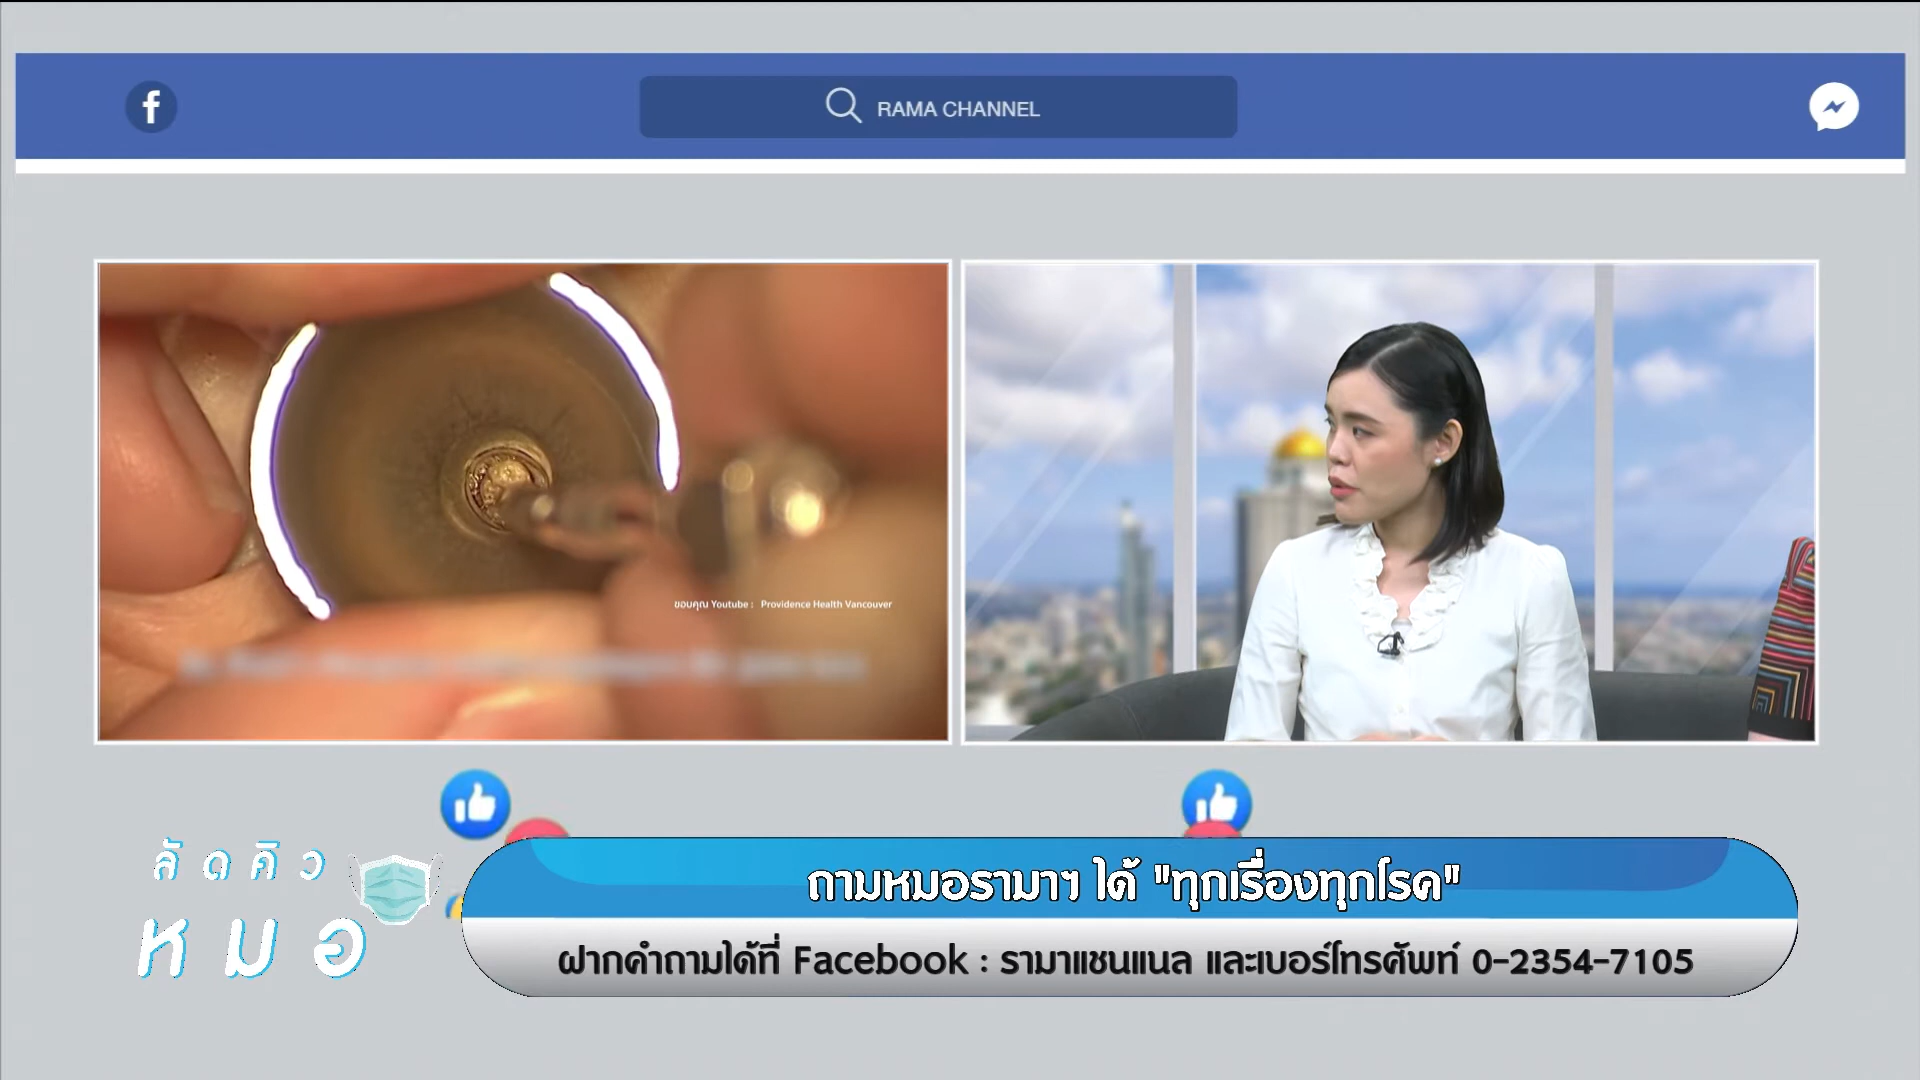 f
RAMA CHANNEL
ขอบคุณ Youtube : Providence Health Vancouver
ลัดคิว
หมอ
ถามหมอรามาฯ ได้ "ทุกเรื่องทุกโรค"
ฝากคำถามได้ที่ Facebook : รามาแชนแนล และเบอร์โทรศัพท์ 0-2354-7105